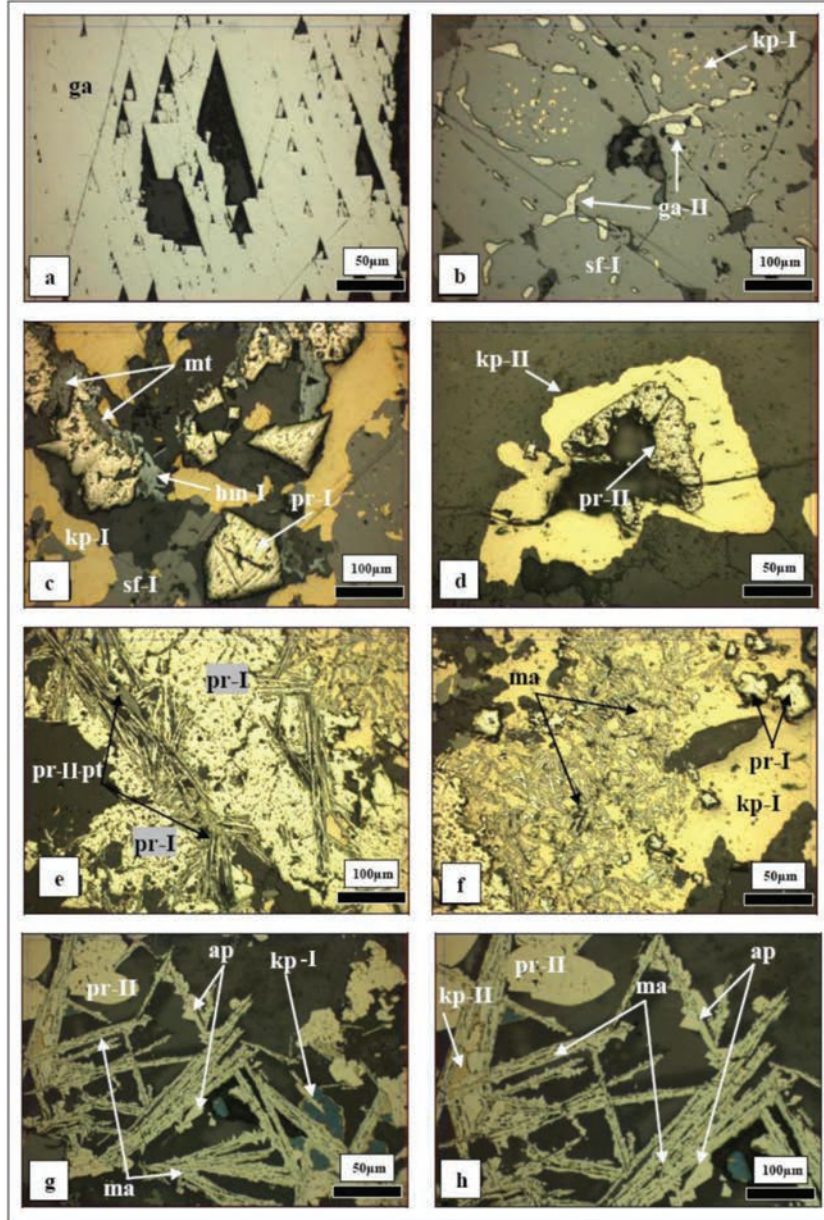 ga
50µm
a
kp-I
ga-II
sf-I
100µm
b
mt
hm-I
pr-I
kp-I
sf-I
100µm
c
kp-II
pr-II
50µm
d
pr-I
pr-II-pt
pr-I
100µm
e
ma
pr-I
kp-I
50µm
f
ap
kp-I
pr-II
ma
50µm
g
pr-II
ma
ap
kp-II
100µm
h